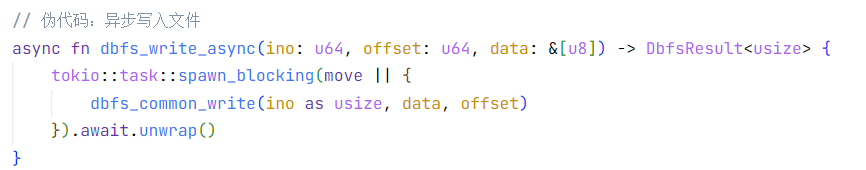 // 伪代码：异步写入文件
async fn dbfs_write_async(ino: u64, offset: u64, data: &[u8]) -> DbfsResult<usize> {
    tokio::task::spawn_blocking(move || {
        dbfs_common_write(ino as usize, data, offset)
    }).await.unwrap()
}